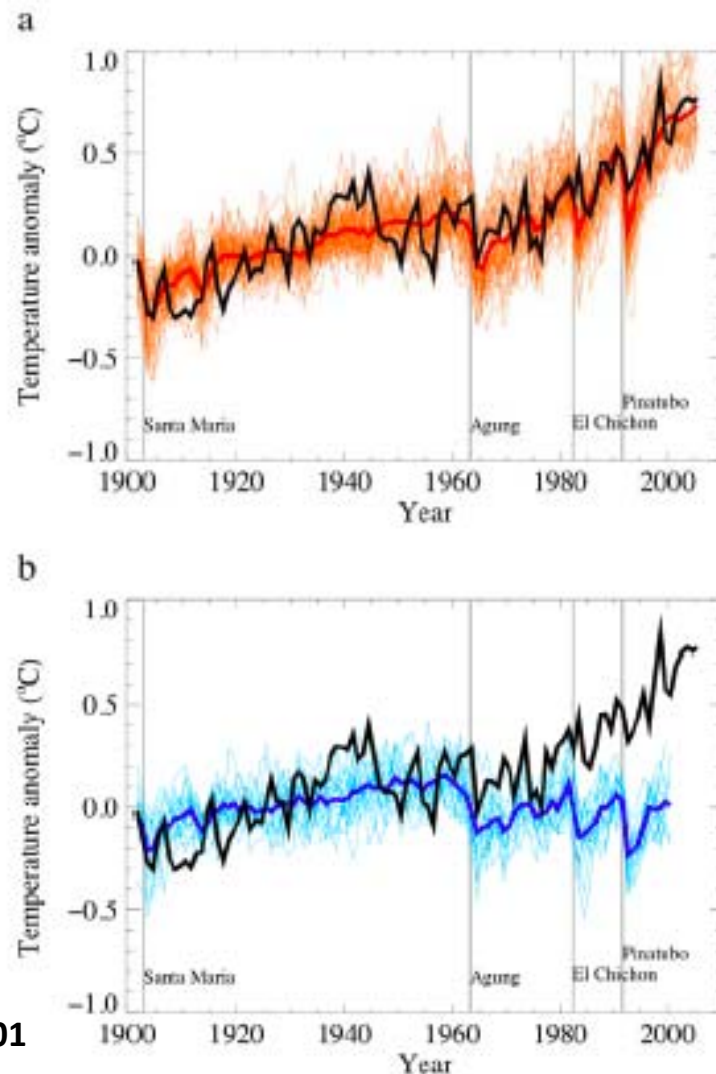 a
Temperature anomaly (°C)
1.0
0.5
0.0
−0.5
−1.0
Santa Maria
Agung
El Chichon
Pinatubo
1900 1920 1940 1960 1980 2000
Year
b
Temperature anomaly (°C)
1.0
0.5
0.0
−0.5
−1.0
Santa Maria
Agung
El Chichon
Pinatubo
1900 1920 1940 1960 1980 2000
Year
01